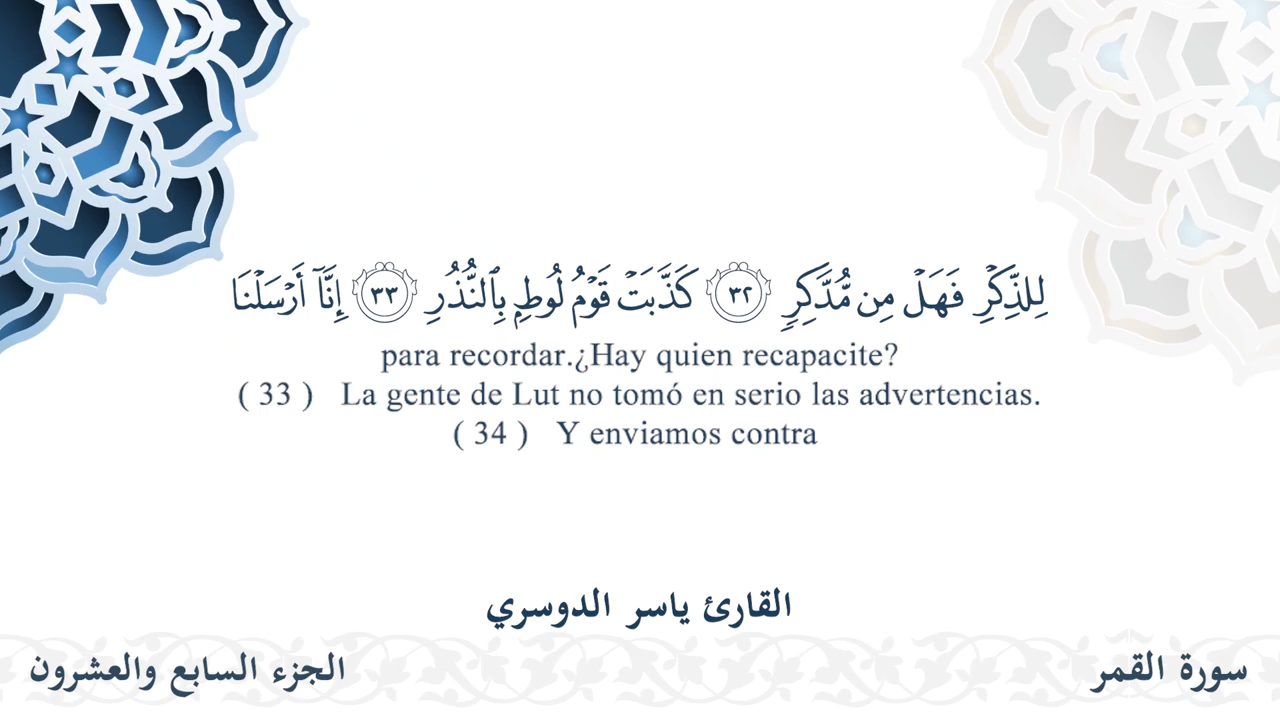 لِلذِّكۡرِ فَهَلۡ مِن مُّدَّكِرٖ ٣٢ كَذَّبَتۡ قَوۡمُ لُوطِۭ بِٱلنُّذُرِ ٣٣ إِنَّآ أَرۡسَلۡنَا
para recordar.¿Hay quien recapacite?
( 33 ) La gente de Lut no tomó en serio las advertencias.
( 34 ) Y enviamos contra
القارئ ياسر الدوسري
سورة القمر
الجزء السابع والعشرون